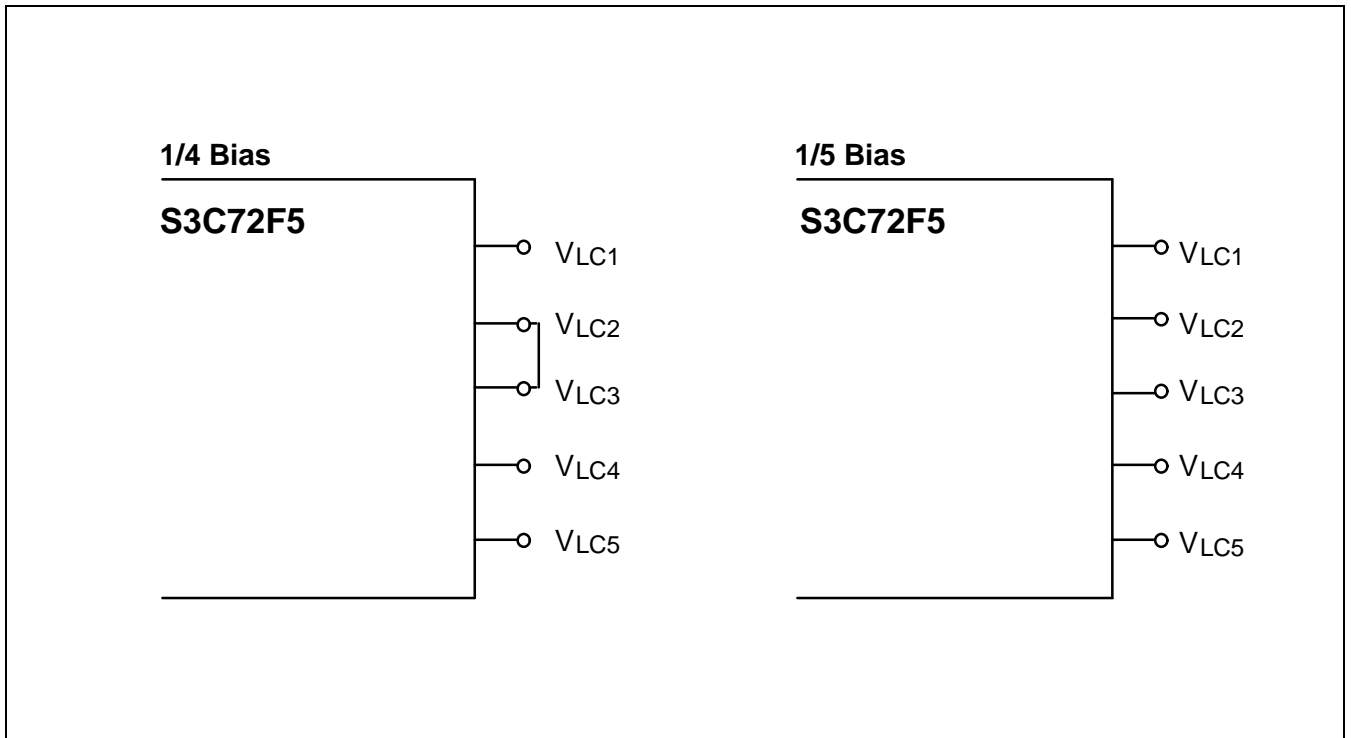 1/4 Bias
S3C72F5
VLC1
VLC2
VLC3
VLC4
VLC5
1/5 Bias
S3C72F5
VLC1
VLC2
VLC3
VLC4
VLC5